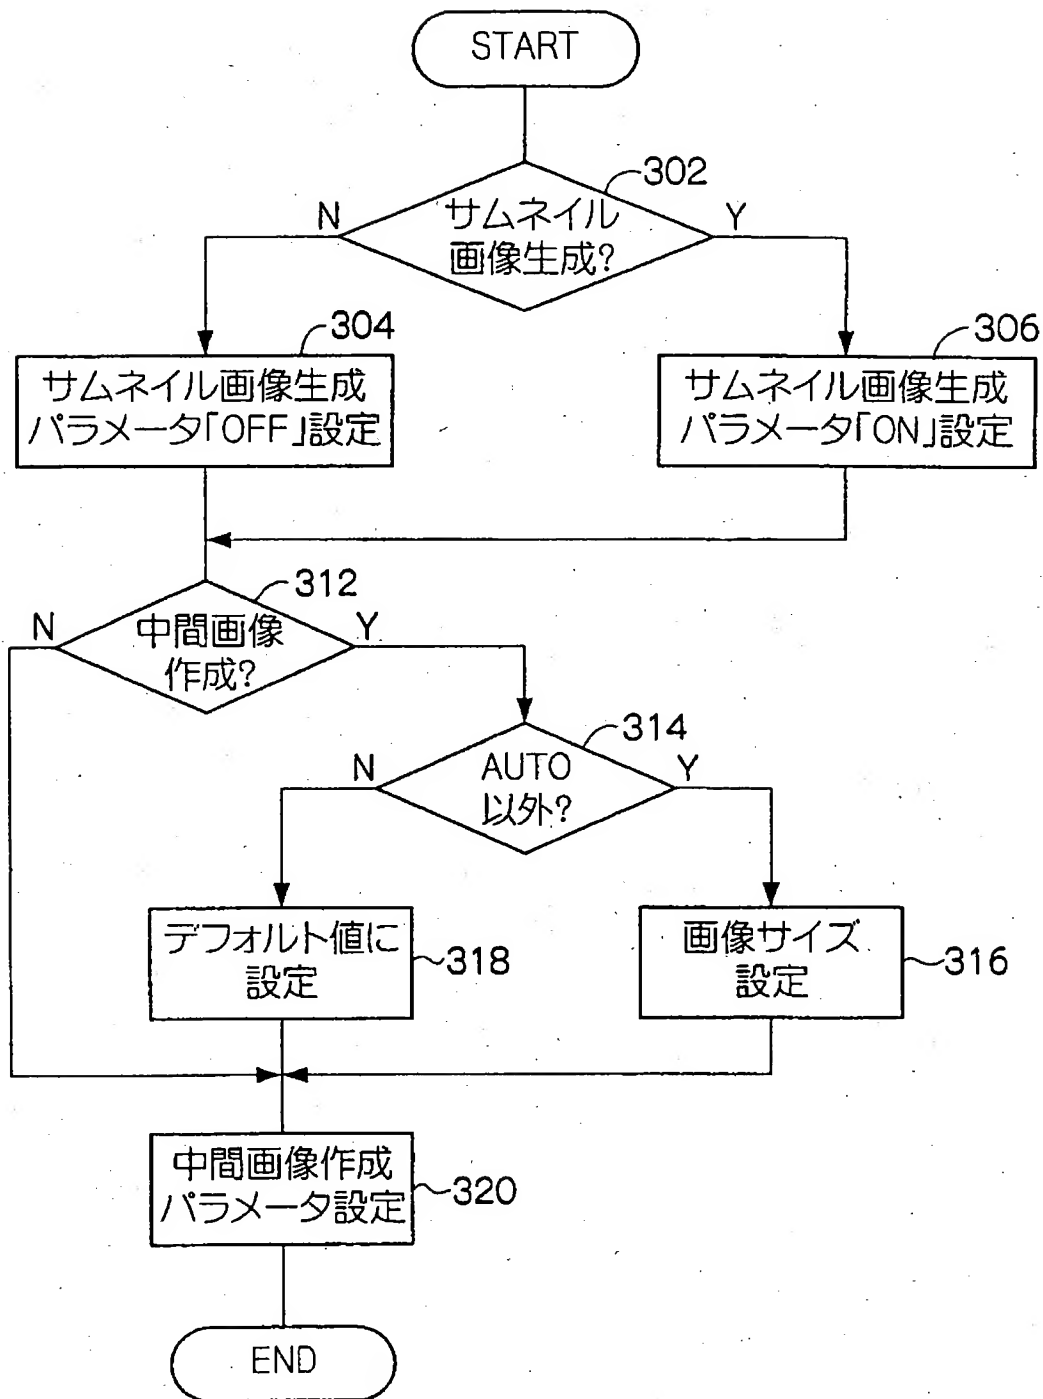 START
302
N
サムネイル
画像生成?
Y
304
306
サムネイル画像生成
パラメータ「OFF」設定
サムネイル画像生成
パラメータ「ON」設定
312
N
中間画像
作成?
Y
314
N
AUTO
以外?
Y
デフォルト値に
設定
318
画像サイズ
設定
316
中間画像作成
パラメータ設定
320
END